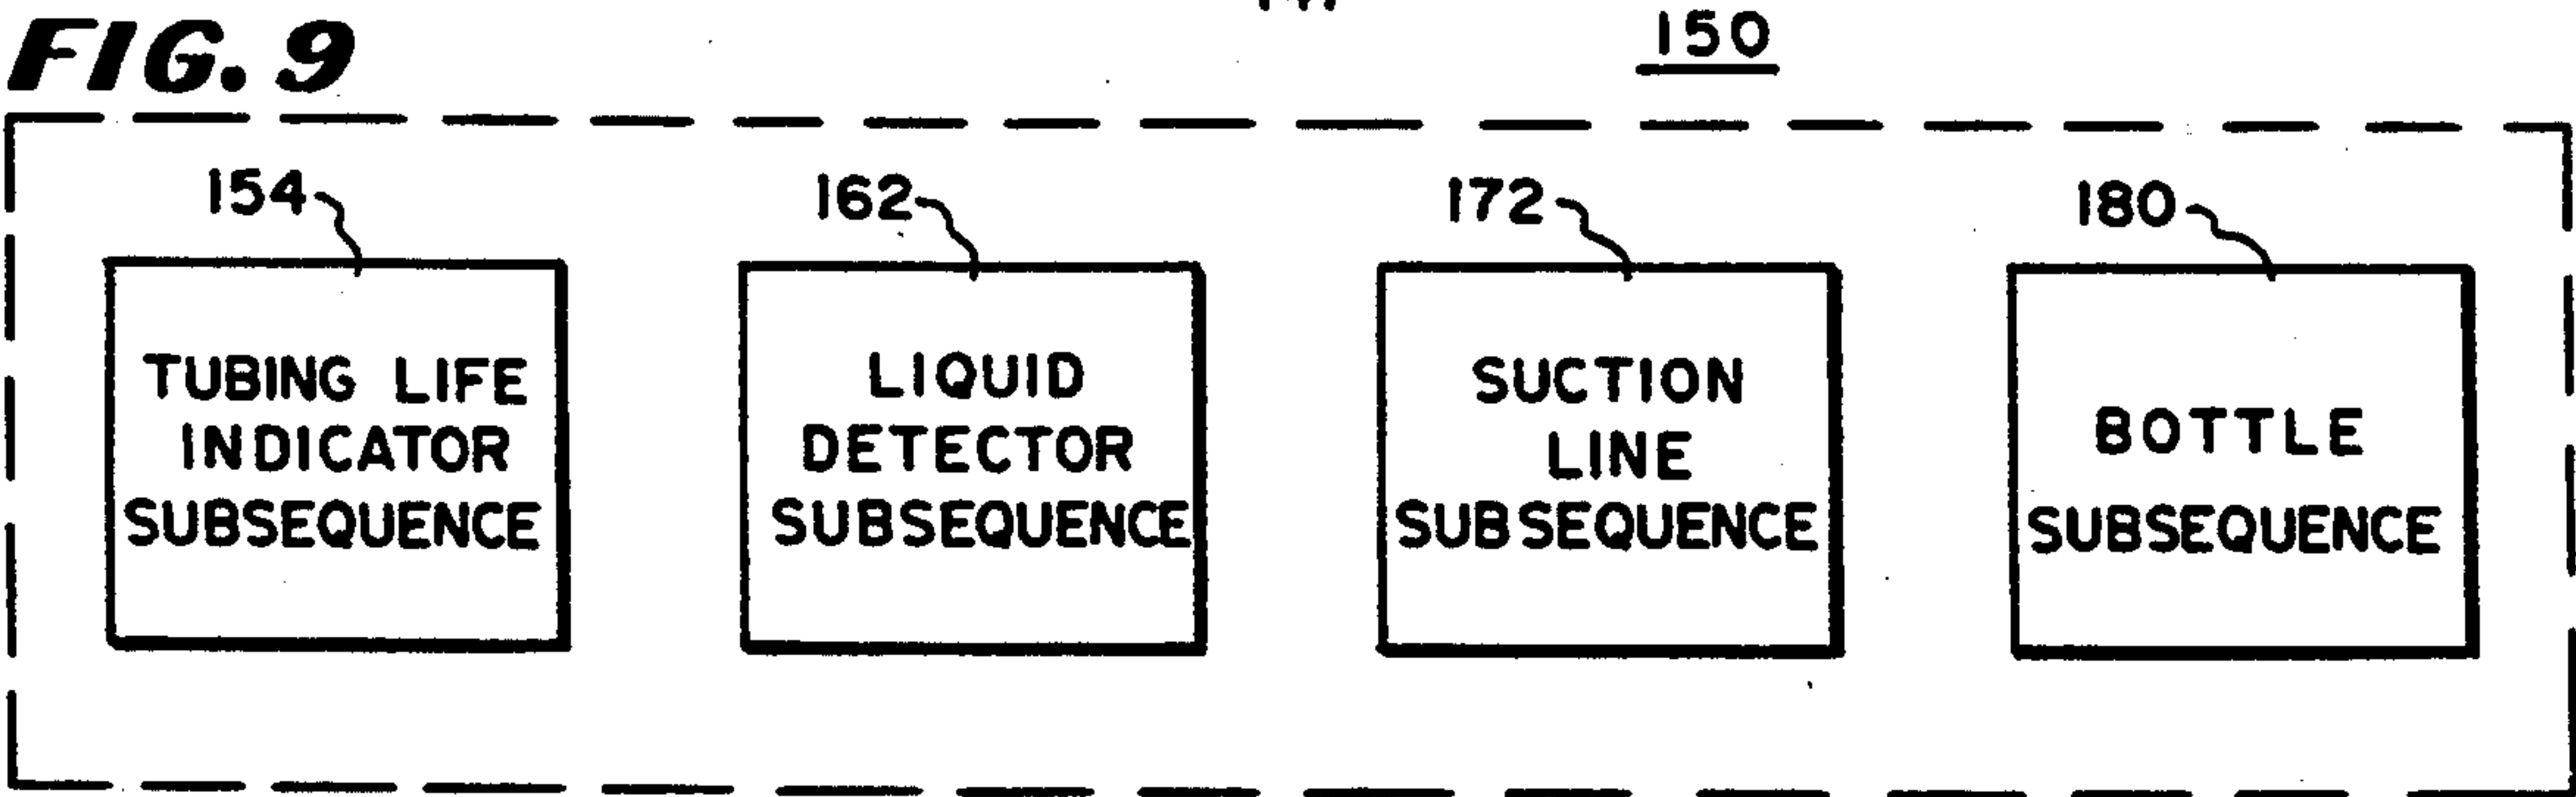 FIG. 9
150
154
162
172
180
TUBING LIFE
INDICATOR
SUBSEQUENCE
LIQUID
DETECTOR
SUBSEQUENCE
SUCTION
LINE
SUBSEQUENCE
BOTTLE
SUBSEQUENCE